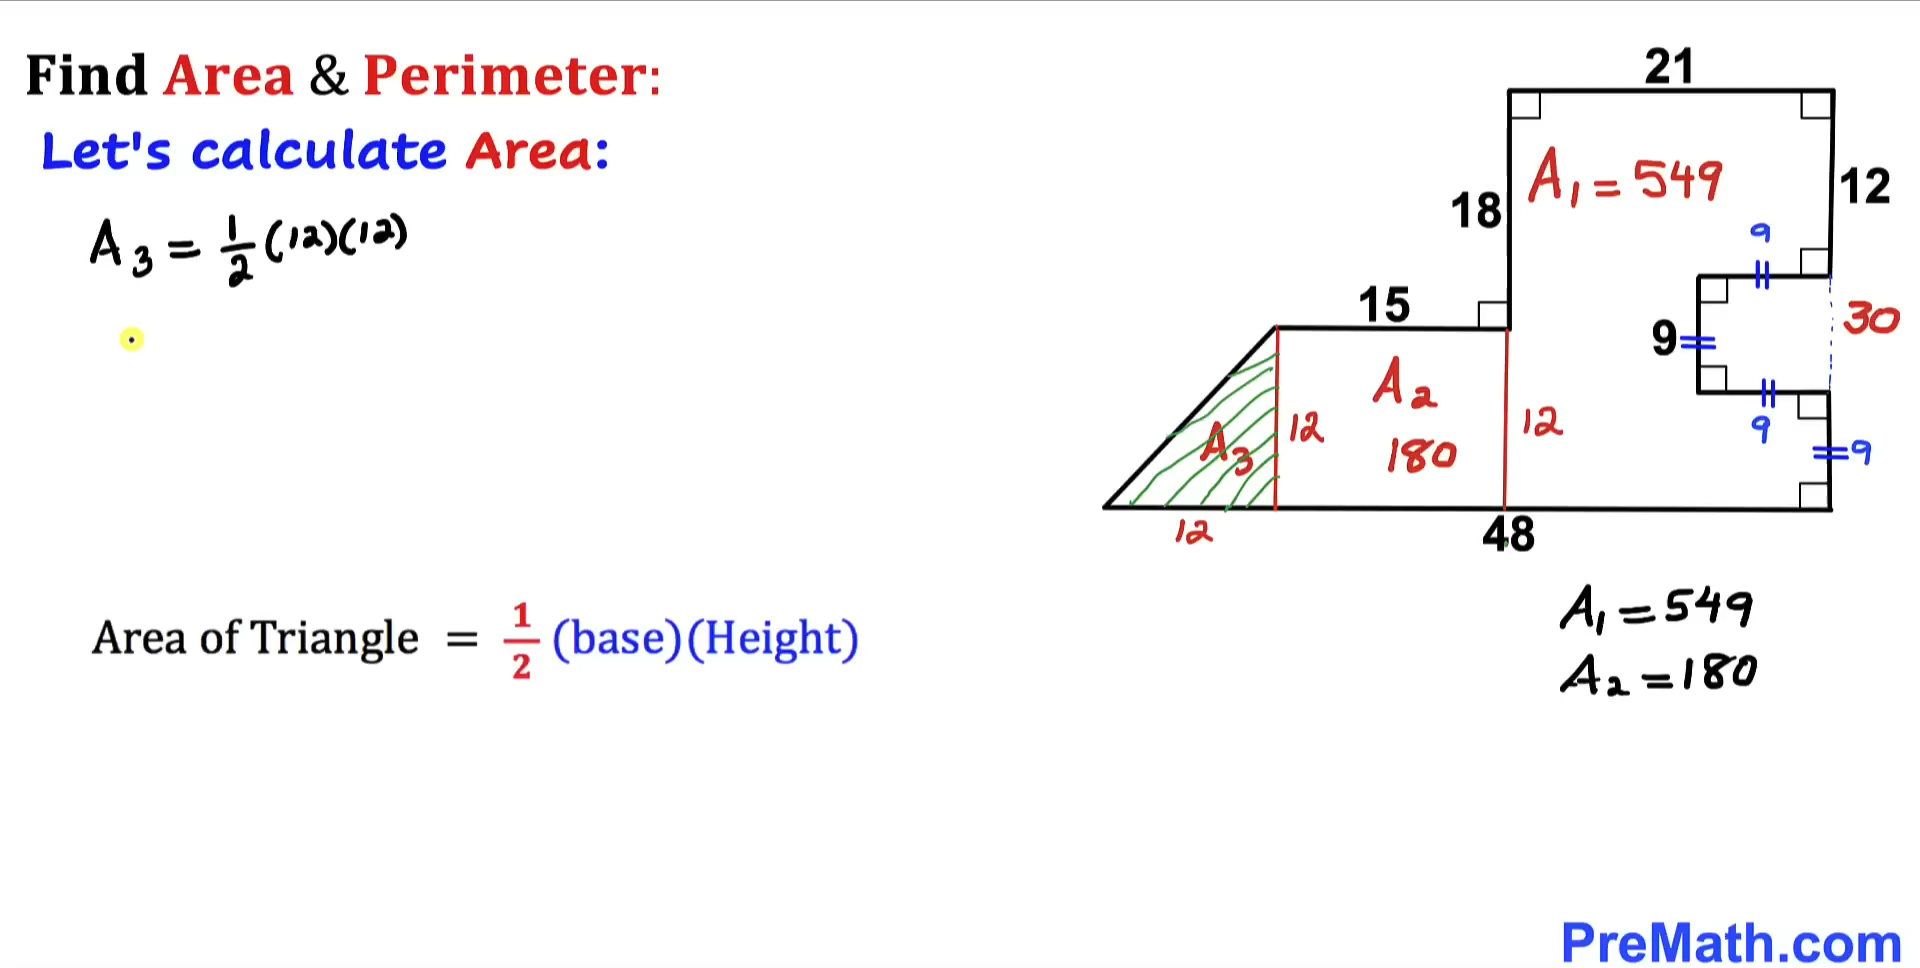 Find Area & Perimeter:
Let's calculate Area:
A3 = 1/2 (12)(12)
21
A1 = 549
12
18
9
15
30
9
A2
12
12
A3
180
9
9
12
48
A1 = 549
A2 = 180
Area of Triangle = 1/2 (base)(Height)
PreMath.com